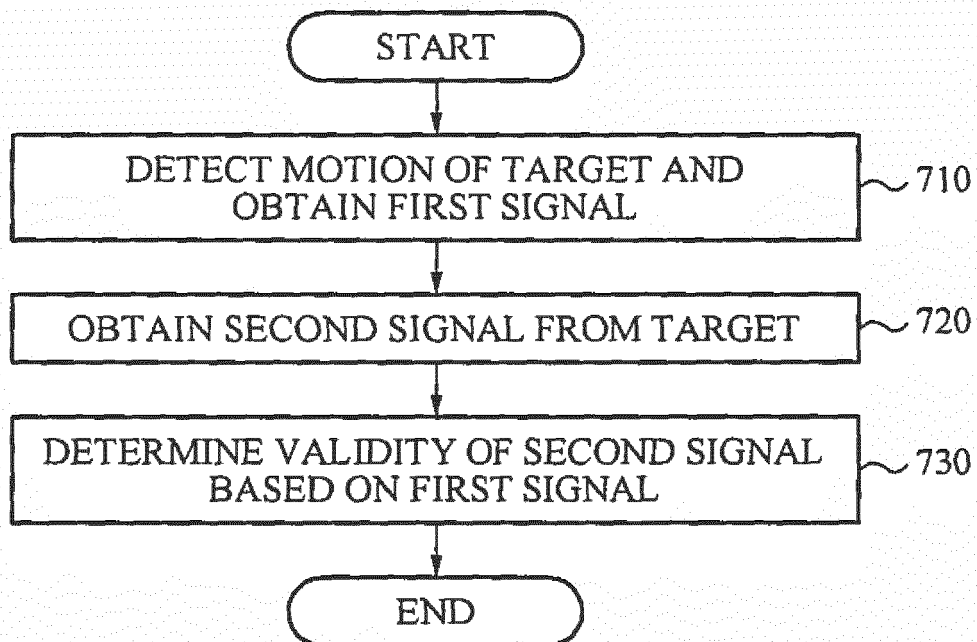 START
DETECT MOTION OF TARGET AND
OBTAIN FIRST SIGNAL
710
OBTAIN SECOND SIGNAL FROM TARGET
720
DETERMINE VALIDITY OF SECOND SIGNAL
BASED ON FIRST SIGNAL
730
END